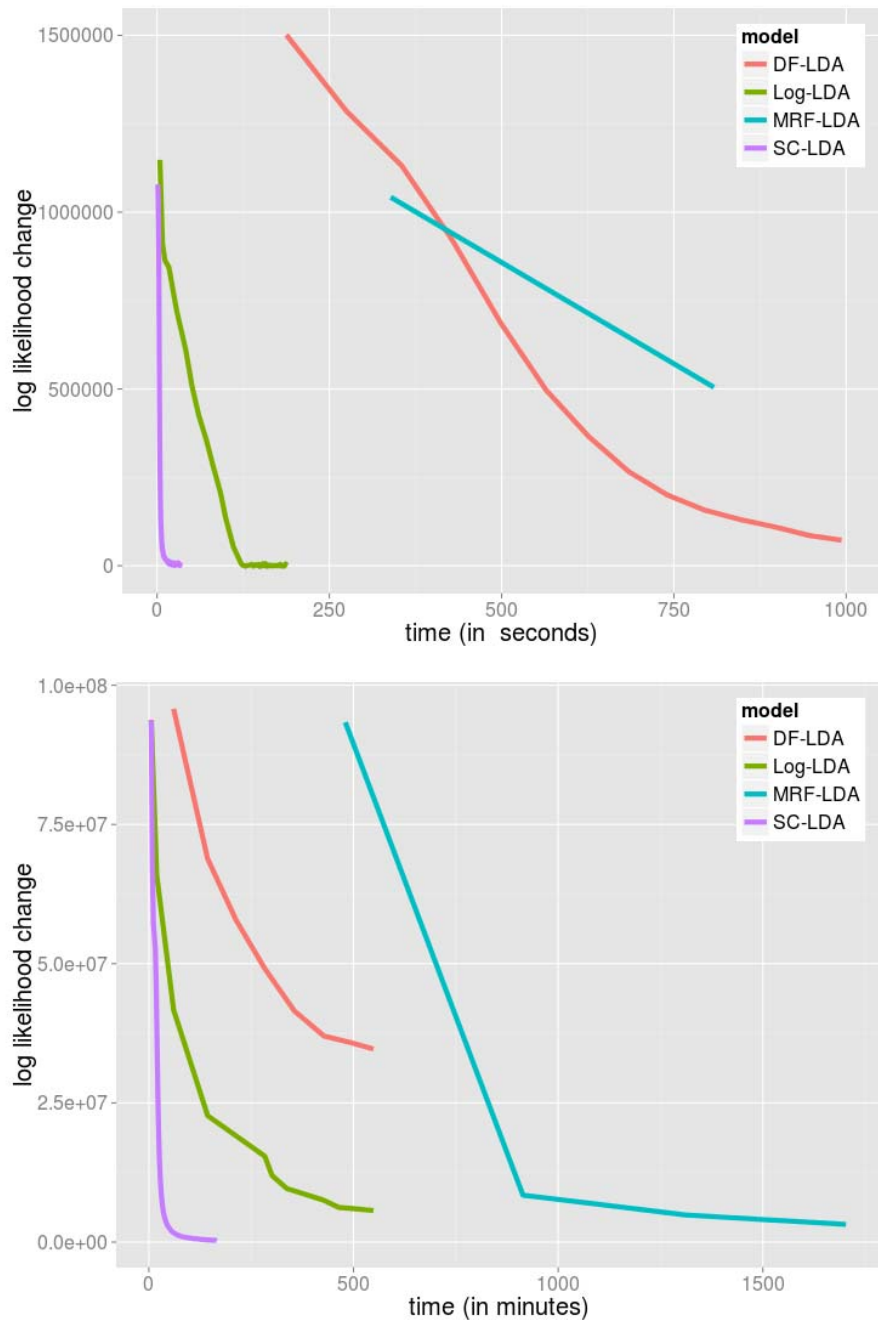 1500000
1000000
500000
0
log likelihood change
model
DF-LDA
Log-LDA
MRF-LDA
SC-LDA
0 250 500 750 1000
time (in seconds)
1.0e+08
7.5e+07
5.0e+07
2.5e+07
0.0e+00
log likelihood change
model
DF-LDA
Log-LDA
MRF-LDA
SC-LDA
0 500 1000 1500
time (in minutes)